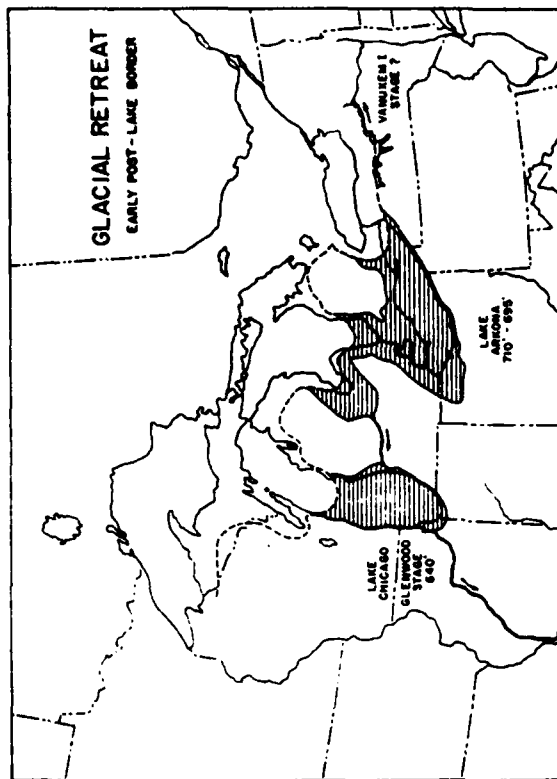 GLACIAL RETREAT
EARLY POST-LAKE BORDER
VANUXEM I
STAGE ?
LAKE
ARKONA
710'-695'
LAKE
CHICAGO
GLENWOOD
STAGE
640'